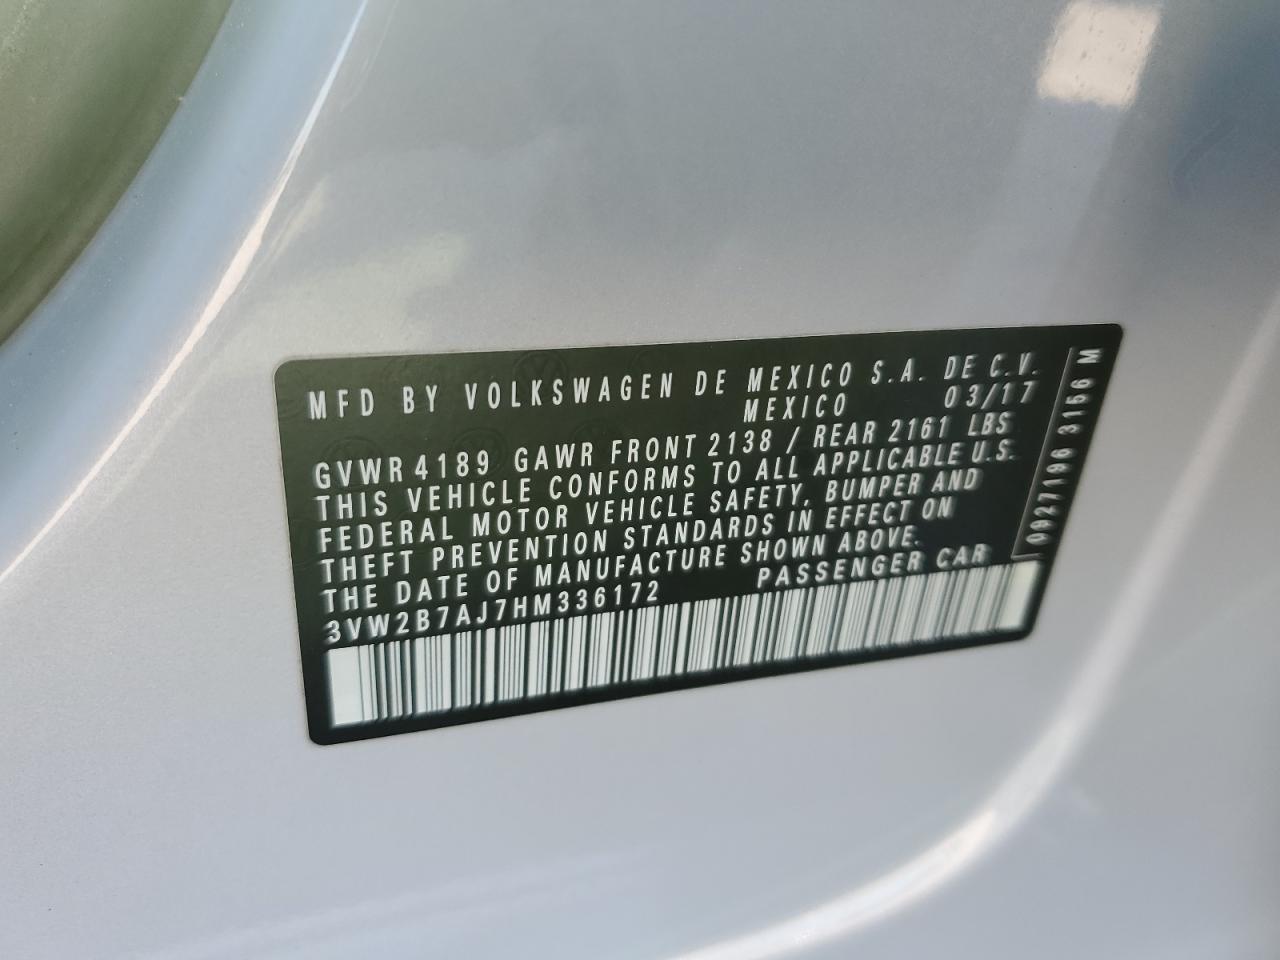 MFD BY VOLKSWAGEN DE MEXICO S.A. DE C.V.
MEXICO 03/17
GVWR 4189 GAWR FRONT 2138 / REAR 2161 LBS
THIS VEHICLE CONFORMS TO ALL APPLICABLE U.S.
FEDERAL MOTOR VEHICLE SAFETY, BUMPER AND
THEFT PREVENTION STANDARDS IN EFFECT ON
THE DATE OF MANUFACTURE SHOWN ABOVE.
3VW2B7AJ7HM336172 PASSENGER CAR
0927196 3156 M